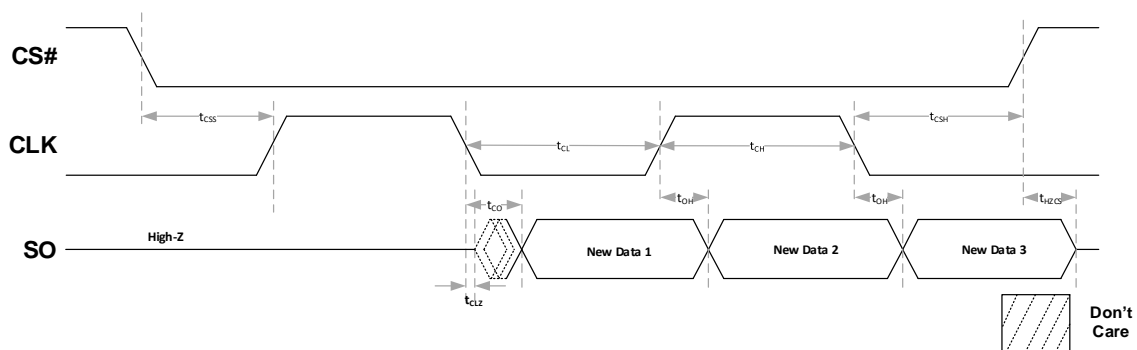 CS#
tCSS
tCSH
CLK
tCL
tCH
tCO
tOH
tOH
tHZCS
High-Z
SO
New Data 1
New Data 2
New Data 3
tCLZ
Don't
Care